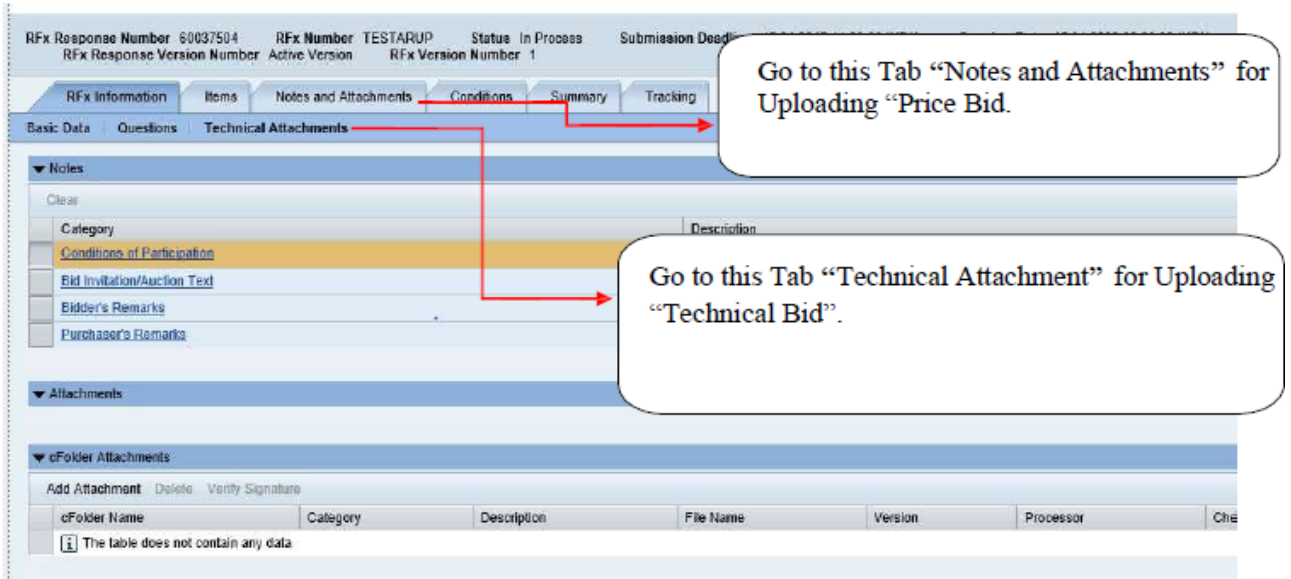 RFx Response Number 60037504 RFx Number TESTARUP Status In Process Submission
RFx Response Version Number Active Version RFx Version Number 1
RFx Information Items Notes and Attachments Conditions Summary Tracking
Go to this Tab “Notes and Attachments” for
Uploading “Price Bid.
Basic Data Questions Technical Attachments
Notes
Clear
Category Description
Conditions of Participation
Bid Invitation/Auction Text
Bidder's Remarks
Purchaser's Remarks
Go to this Tab “Technical Attachment” for Uploading
“Technical Bid”.
Attachments
cFolder Attachments
Add Attachment Delete Verify Signature
cFolder Name Category Description File Name Version Processor Che
The table does not contain any data